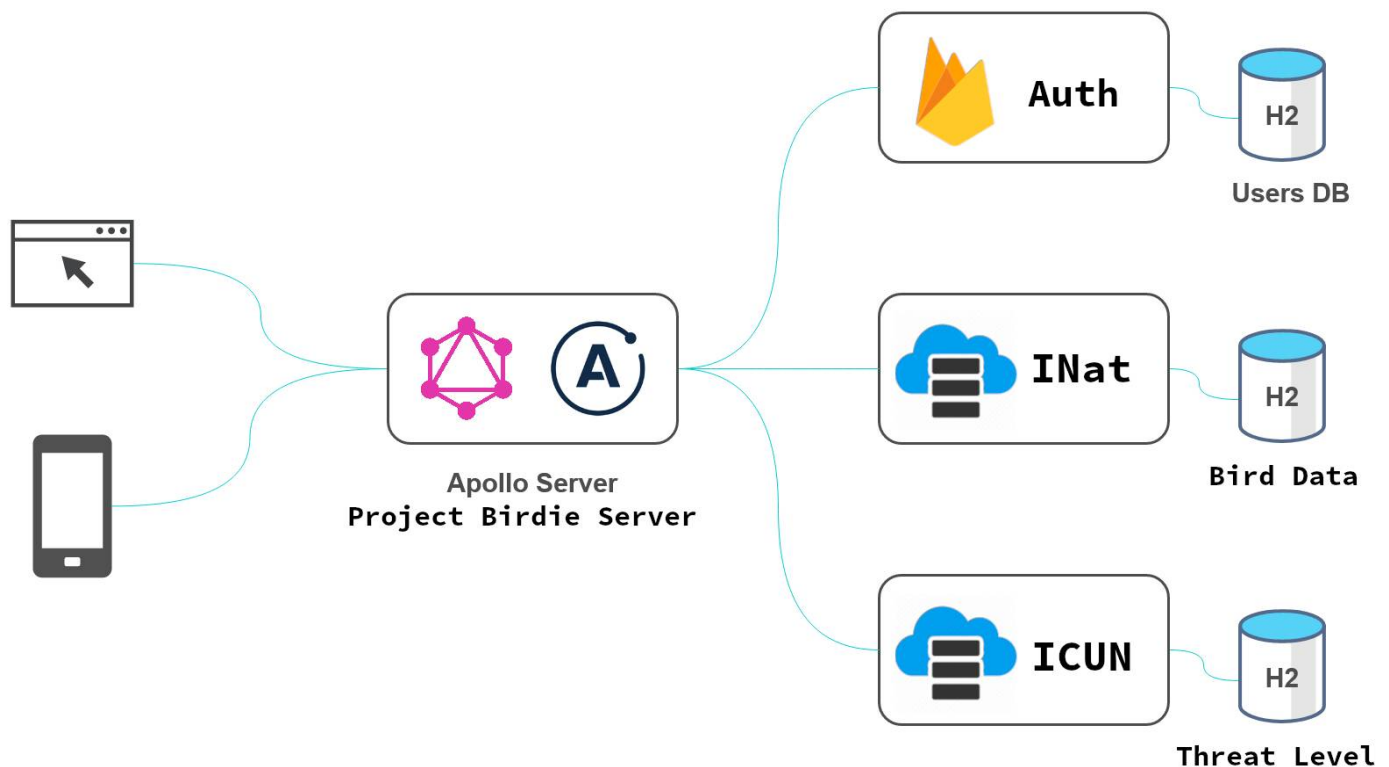 Auth
H2
Users DB
A
Apollo Server
Project Birdie Server
INat
H2
Bird Data
ICUN
H2
Threat Level